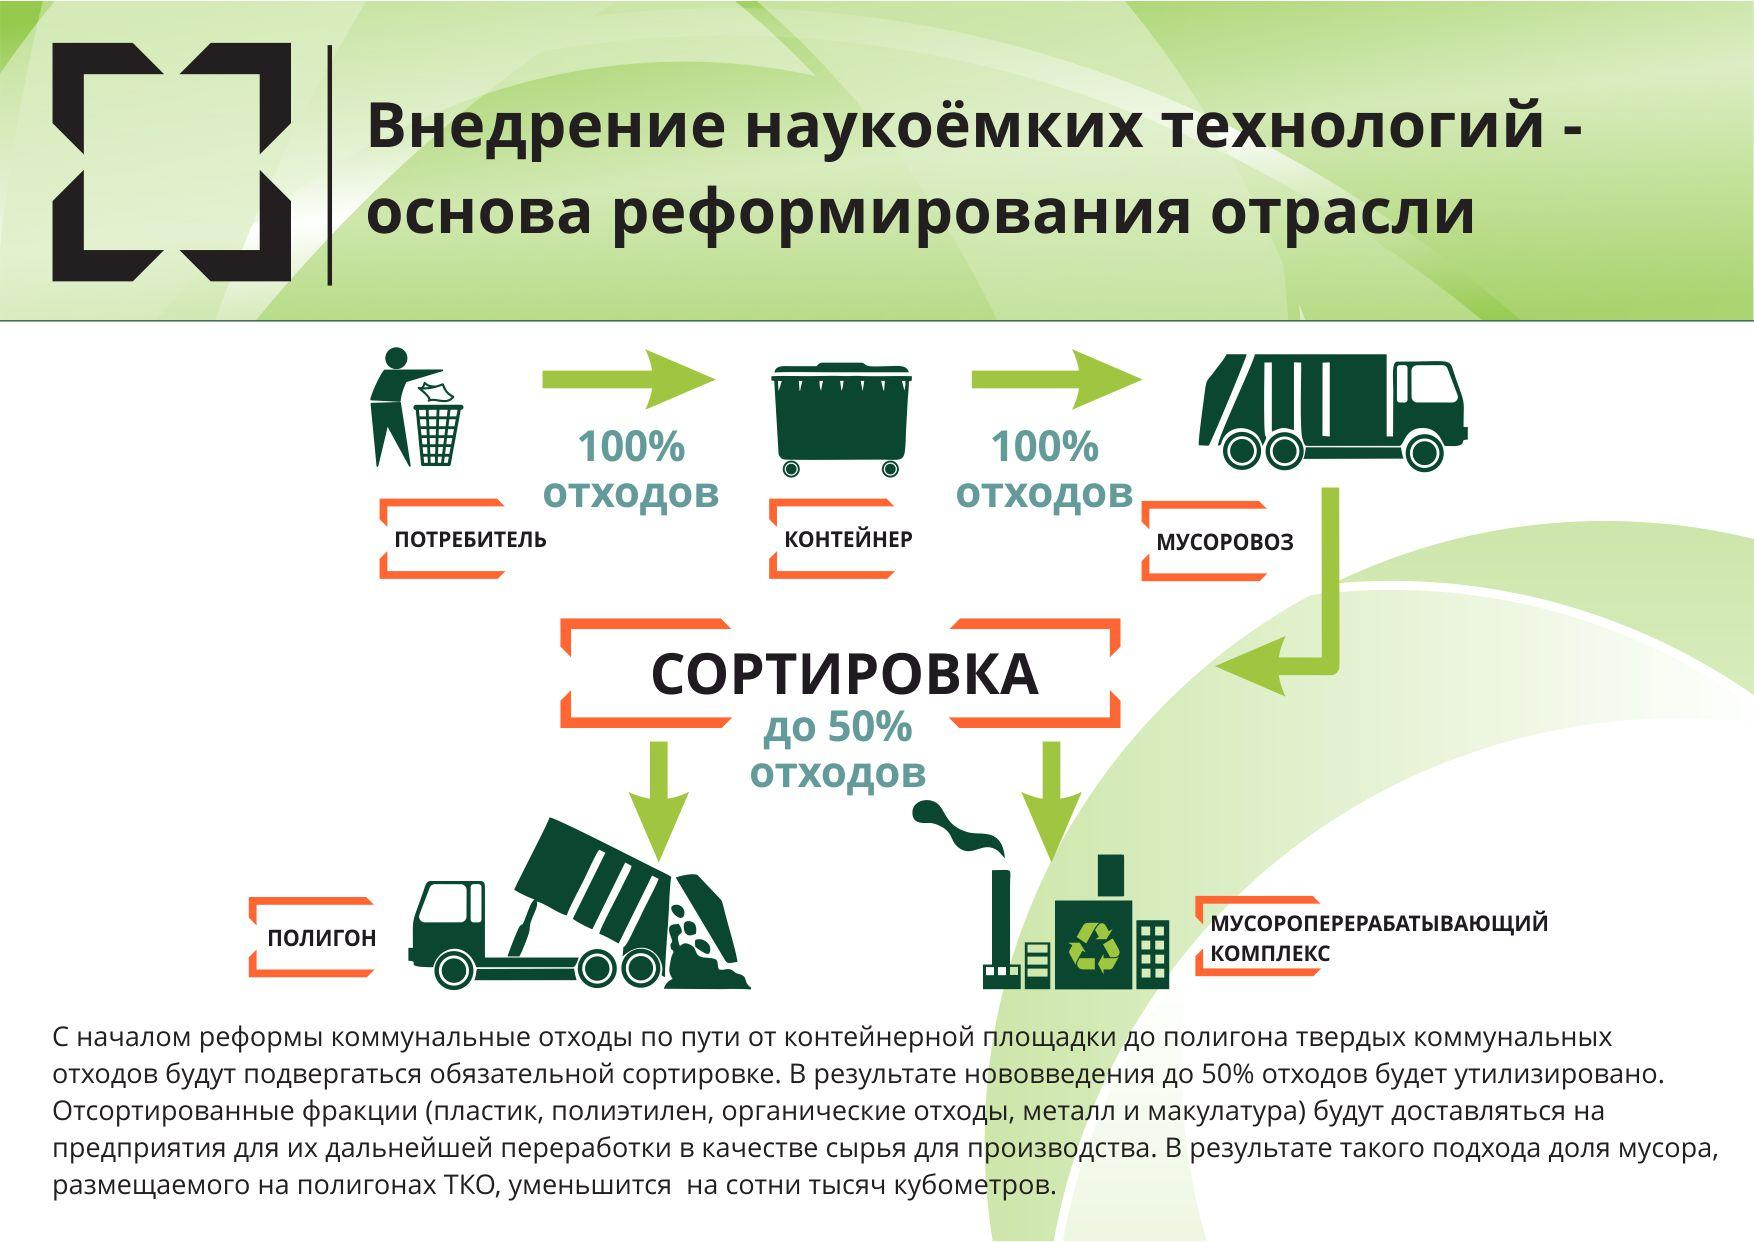 Внедрение наукоёмких технологий -
основа реформирования отрасли
100%
отходов
100%
отходов
ПОТРЕБИТЕЛЬ
КОНТЕЙНЕР
МУСОРОВОЗ
СОРТИРОВКА
до 50%
отходов
ПОЛИГОН
МУСОРОПЕРЕРАБАТЫВАЮЩИЙ
КОМПЛЕКС
С началом реформы коммунальные отходы по пути от контейнерной площадки до полигона твердых коммунальных
отходов будут подвергаться обязательной сортировке. В результате нововведения до 50% отходов будет утилизировано.
Отсортированные фракции (пластик, полиэтилен, органические отходы, металл и макулатура) будут доставляться на
предприятия для их дальнейшей переработки в качестве сырья для производства. В результате такого подхода доля мусора,
размещаемого на полигонах ТКО, уменьшится  на сотни тысяч кубометров.